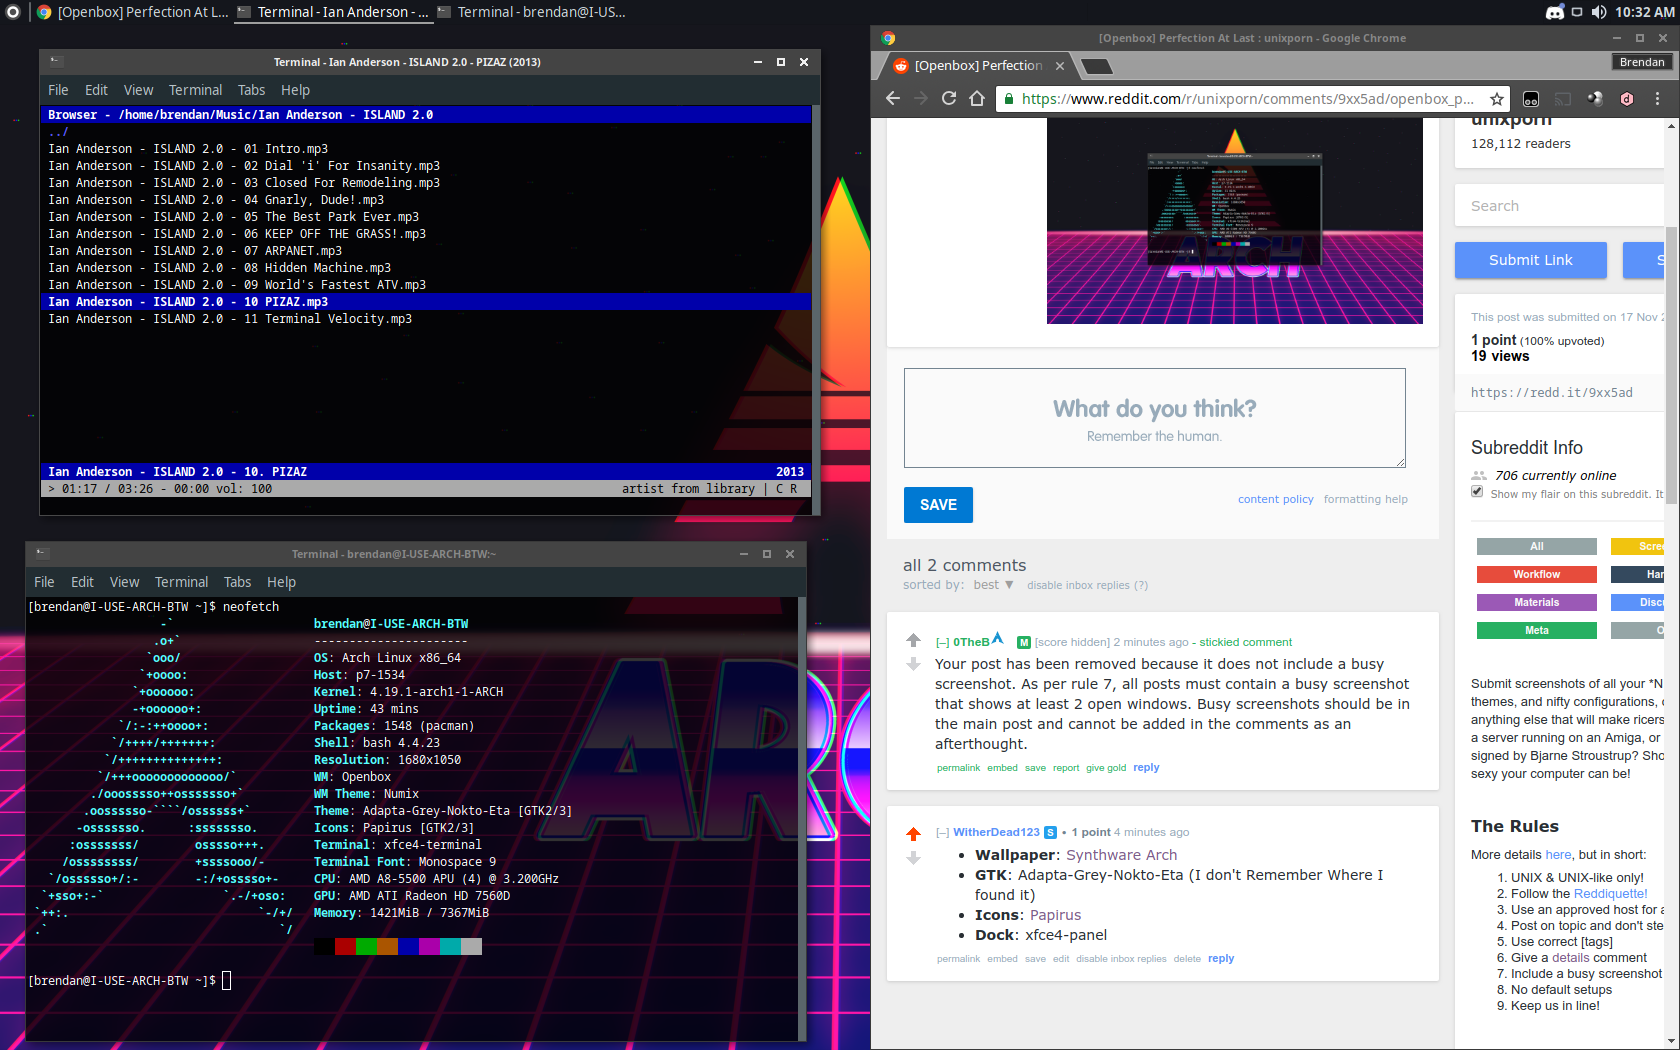 [Openbox] Perfection At L...
Terminal - Ian Anderson - ...
Terminal - brendan@I-US...
10:32 AM
Terminal - Ian Anderson - ISLAND 2.0 - PIZAZ (2013)
File Edit View Terminal Tabs Help
Browser - /home/brendan/Music/Ian Anderson - ISLAND 2.0
../
Ian Anderson - ISLAND 2.0 - 01 Intro.mp3
Ian Anderson - ISLAND 2.0 - 02 Dial 'i' For Insanity.mp3
Ian Anderson - ISLAND 2.0 - 03 Closed For Remodeling.mp3
Ian Anderson - ISLAND 2.0 - 04 Gnarly, Dude!.mp3
Ian Anderson - ISLAND 2.0 - 05 The Best Park Ever.mp3
Ian Anderson - ISLAND 2.0 - 06 KEEP OFF THE GRASS!.mp3
Ian Anderson - ISLAND 2.0 - 07 ARPANET.mp3
Ian Anderson - ISLAND 2.0 - 08 Hidden Machine.mp3
Ian Anderson - ISLAND 2.0 - 09 World's Fastest ATV.mp3
Ian Anderson - ISLAND 2.0 - 10 PIZAZ.mp3
Ian Anderson - ISLAND 2.0 - 11 Terminal Velocity.mp3
Ian Anderson - ISLAND 2.0 - 10. PIZAZ 2013
> 01:17 / 03:26 - 00:00 vol: 100 artist from library | C R
Terminal - brendan@I-USE-ARCH-BTW:~
File Edit View Terminal Tabs Help
[brendan@I-USE-ARCH-BTW ~]$ neofetch
-` brendan@I-USE-ARCH-BTW
.o+` ----------------------
`ooo/ OS: Arch Linux x86_64
`+oooo: Host: p7-1534
`+oooooo: Kernel: 4.19.1-arch1-1-ARCH
-+oooooo+: Uptime: 43 mins
`/:-:++oooo+: Packages: 1548 (pacman)
`/++++/+++++++: Shell: bash 4.4.23
`/++++++++++++++: Resolution: 1680x1050
`/+++ooooooooooooo/` WM: Openbox
./ooosssso++osssssso+` WM Theme: Numix
.oossssso-````/ossssss+` Theme: Adapta-Grey-Nokto-Eta [GTK2/3]
-osssssso. :ssssssso. Icons: Papirus [GTK2/3]
:osssssss/ osssso+++. Terminal: xfce4-terminal
/ossssssss/ +ssssooo/- Terminal Font: Monospace 9
`/ossssso+/:- -:/+osssso+- CPU: AMD A8-5500 APU (4) @ 3.200GHz
`+sso+:-` `.-/+oso: GPU: AMD ATI Radeon HD 7560D
`++:. `-/+/ Memory: 1421MiB / 7367MiB
.` `/
[brendan@I-USE-ARCH-BTW ~]$
[Openbox] Perfection At Last : unixporn - Google Chrome
[Openbox] Perfection
Brendan
https://www.reddit.com/r/unixporn/comments/9xx5ad/openbox_p...
ARCH
What do you think?
Remember the human.
SAVE
content policy formatting help
all 2 comments
sorted by: best ▼ disable inbox replies (?)
[–] 0TheB M [score hidden] 2 minutes ago - stickied comment
Your post has been removed because it does not include a busy
screenshot. As per rule 7, all posts must contain a busy screenshot
that shows at least 2 open windows. Busy screenshots should be in
the main post and cannot be added in the comments as an
afterthought.
permalink embed save report give gold reply
[–] WitherDead123 S • 1 point 4 minutes ago
• Wallpaper: Synthware Arch
• GTK: Adapta-Grey-Nokto-Eta (I don't Remember Where I
found it)
• Icons: Papirus
• Dock: xfce4-panel
permalink embed save edit disable inbox replies delete reply
unixporn
128,112 readers
Search
Submit Link S
This post was submitted on 17 Nov 2
1 point (100% upvoted)
19 views
https://redd.it/9xx5ad
Subreddit Info
706 currently online
Show my flair on this subreddit. It
All Scree
Workflow Har
Materials Discu
Meta O
Submit screenshots of all your *N
themes, and nifty configurations, o
anything else that will make ricers
a server running on an Amiga, or
signed by Bjarne Stroustrup? Sho
sexy your computer can be!
The Rules
More details here, but in short:
1. UNIX & UNIX-like only!
2. Follow the Rediquette!
3. Use an approved host for a
4. Post on topic and don't ste
5. Use correct [tags]
6. Give a details comment
7. Include a busy screenshot
8. No default setups
9. Keep us in line!